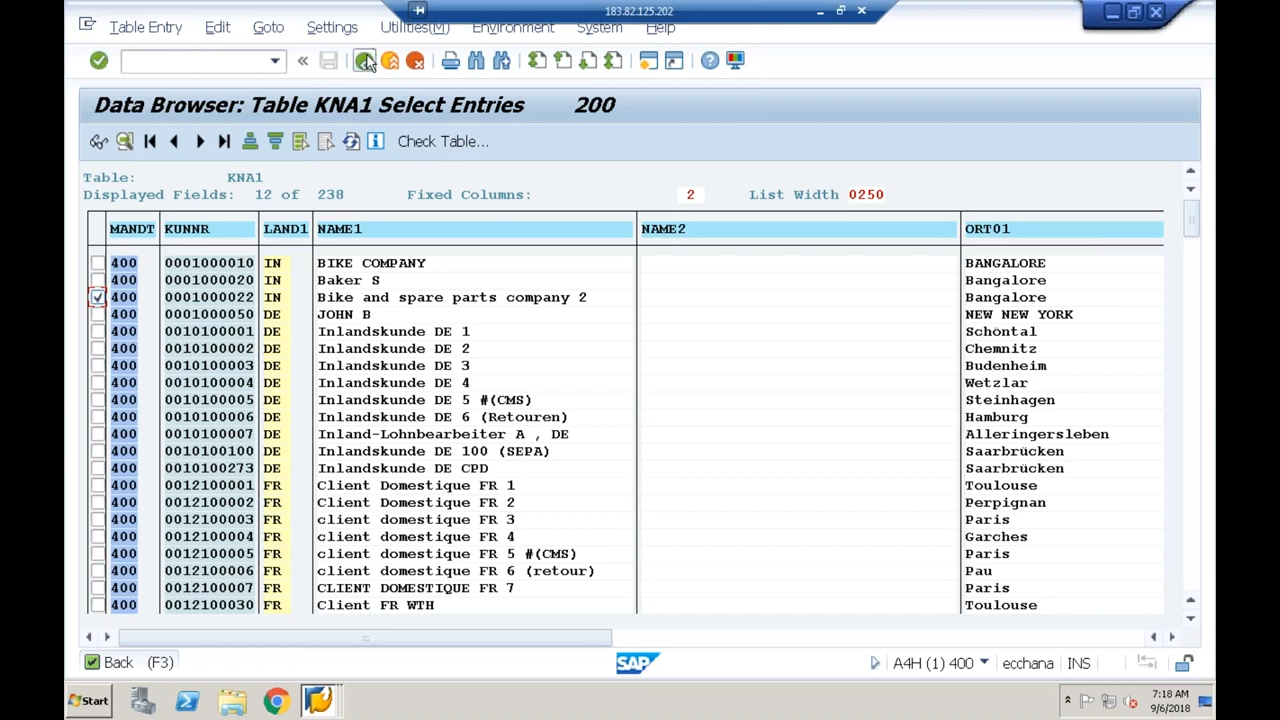 183.82.125.202
Table Entry Edit Goto Settings Utilities(M) Environment System Help
Data Browser: Table KNA1 Select Entries 200
Check Table...
Table: KNA1
Displayed Fields: 12 of 238 Fixed Columns: 2 List Width 0250
MANDT KUNNR LAND1 NAME1 NAME2 ORT01
400 0001000010 IN BIKE COMPANY BANGALORE
400 0001000020 IN Baker S Bangalore
400 0001000022 IN Bike and spare parts company 2 Bangalore
400 0001000050 DE JOHN B NEW NEW YORK
400 0010100001 DE Inlandskunde DE 1 Schöntal
400 0010100002 DE Inlandskunde DE 2 Chemnitz
400 0010100003 DE Inlandskunde DE 3 Budenheim
400 0010100004 DE Inlandskunde DE 4 Wetzlar
400 0010100005 DE Inlandskunde DE 5 #(CMS) Steinhagen
400 0010100006 DE Inlandskunde DE 6 (Retouren) Hamburg
400 0010100007 DE Inland-Lohnbearbeiter A , DE Alleringersleben
400 0010100100 DE Inlandskunde DE 100 (SEPA) Saarbrücken
400 0010100273 DE Inlandskunde DE CPD Saarbrücken
400 0012100001 FR Client Domestique FR 1 Toulouse
400 0012100002 FR Client Domestique FR 2 Perpignan
400 0012100003 FR client domestique FR 3 Paris
400 0012100004 FR client domestique FR 4 Garches
400 0012100005 FR client domestique FR 5 #(CMS) Paris
400 0012100006 FR client domestique FR 6 (retour) Pau
400 0012100007 FR CLIENT DOMESTIQUE FR 7 Paris
400 0012100030 FR Client FR WTH Toulouse
Back (F3) SAP A4H (1) 400 ecchana INS
Start 7:18 AM
9/6/2018